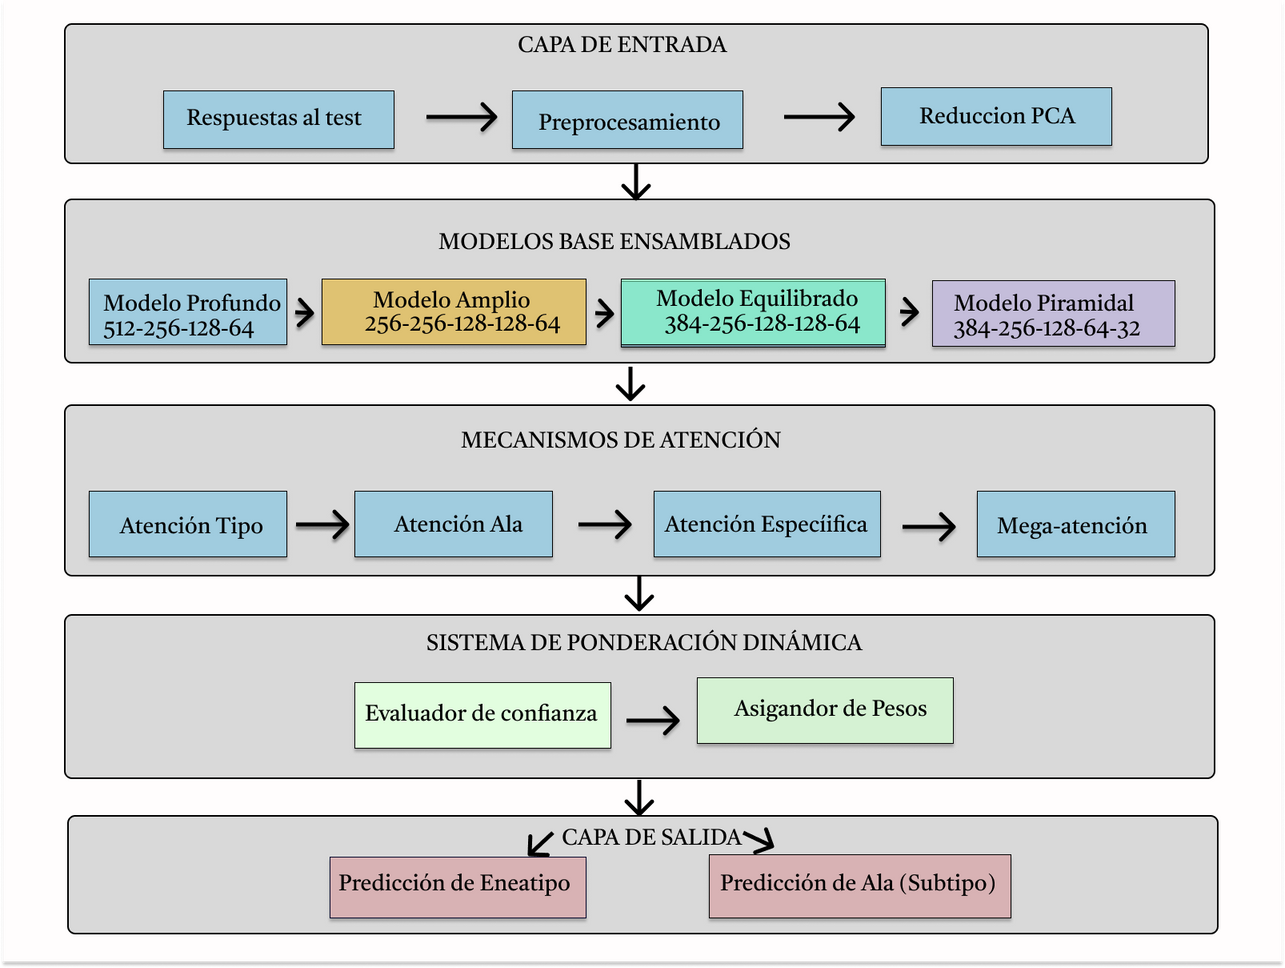 CAPA DE ENTRADA
Respuestas al test
Preprocesamiento
Reduccion PCA
MODELOS BASE ENSAMBLADOS
Modelo Profundo
512-256-128-64
Modelo Amplio
256-256-128-128-64
Modelo Equilibrado
384-256-128-128-64
Modelo Piramidal
384-256-128-64-32
MECANISMOS DE ATENCIÓN
Atención Tipo
Atención Ala
Atención Especíifica
Mega-atención
SISTEMA DE PONDERACIÓN DINÁMICA
Evaluador de confianza
Asigandor de Pesos
CAPA DE SALIDA
Predicción de Eneatipo
Predicción de Ala (Subtipo)